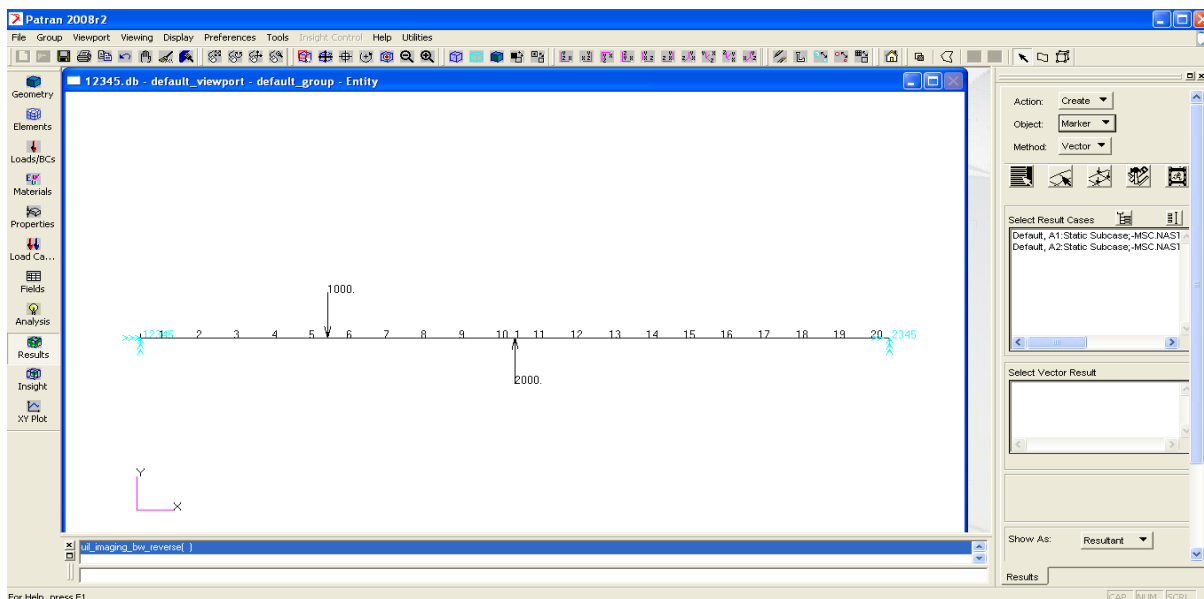 Patran 2008r2
File Group Viewport Viewing Display Preferences Tools Insight Control Help Utilities
12345.db - default_viewport - default_group - Entity
Geometry
Elements
Loads/BCs
Materials
Properties
Load Ca...
Fields
Analysis
Results
Insight
XY Plot
1000.
12345 1 2 3 4 5 6 7 8 9 10 11 12 13 14 15 16 17 18 19 20 2345
2000.
Y
X
uil_imaging_bw_reverse( )
Action: Create
Object: Marker
Method: Vector
Select Result Cases
Default, A1:Static Subcase;-MSC.NAST
Default, A2:Static Subcase;-MSC.NAST
Select Vector Result
Show As: Resultant
Results
For Help, press F1
CAP NUM SCRL